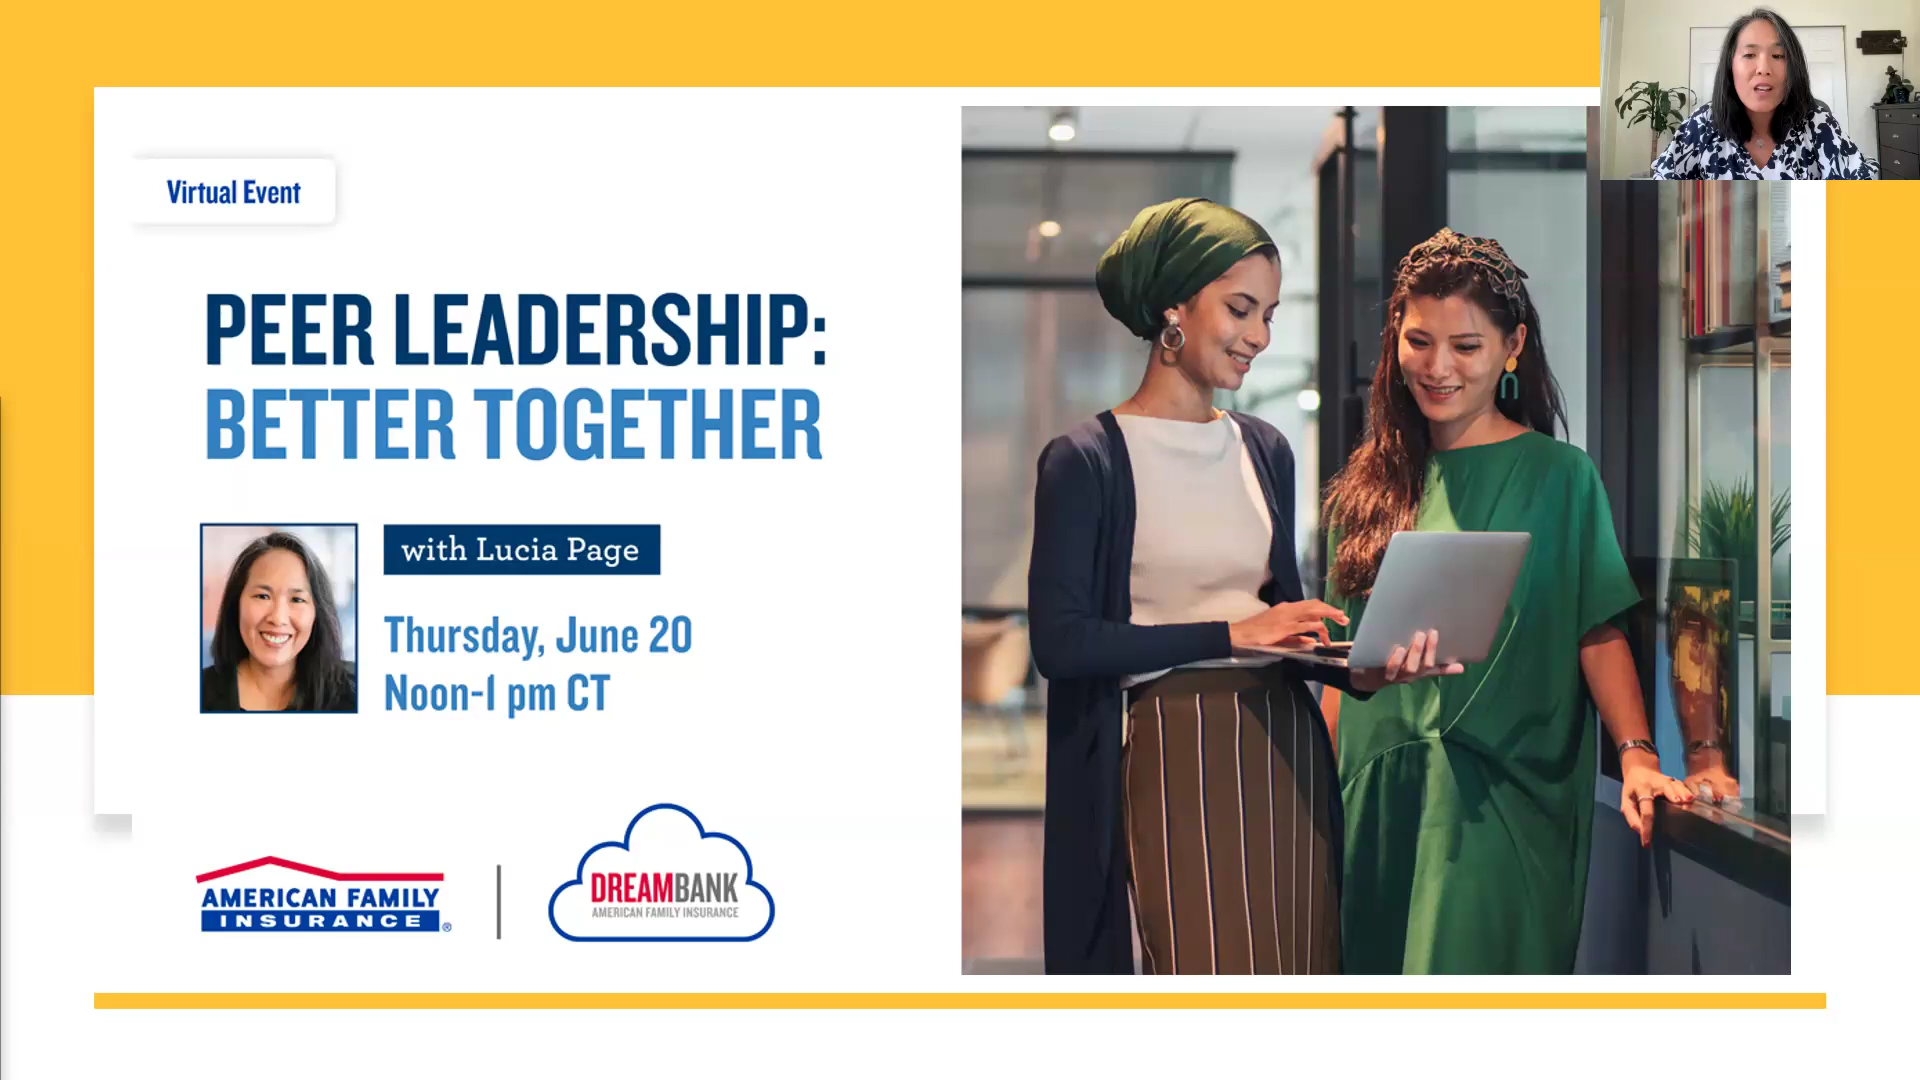 Virtual Event
PEER LEADERSHIP:
BETTER TOGETHER
with Lucia Page
Thursday, June 20
Noon-1 pm CT
AMERICAN FAMILY
INSURANCE®
DREAMBANK
AMERICAN FAMILY INSURANCE